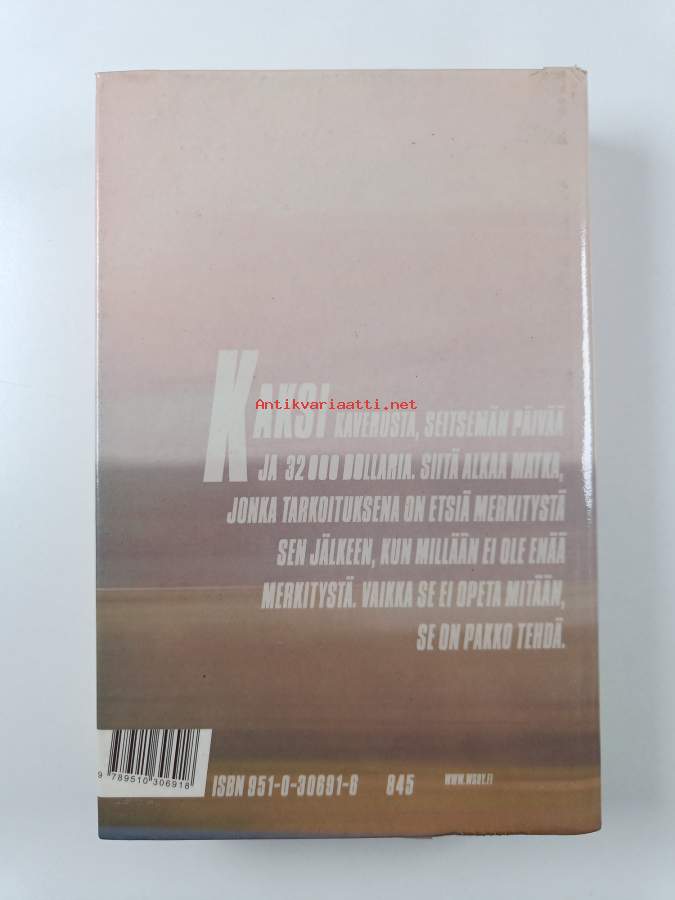 KAKSI KAVERUSTA, SEITSEMÄN PÄIVÄÄ
Antikvariaatti.net
JA 32 000 DOLLARIA. SIITÄ ALKAA MATKA,
JONKA TARKOITUKSENA ON ETSIÄ MERKITYSTÄ
SEN JÄLKEEN, KUN MILLÄÄN EI OLE ENÄÄ
MERKITYSTÄ. VAIKKA SE EI OPETA MITÄÄN,
SE ON PAKKO TEHDÄ.
9 789510 306918
ISBN 951-0-30691-6 845
WWW.WSOY.FI